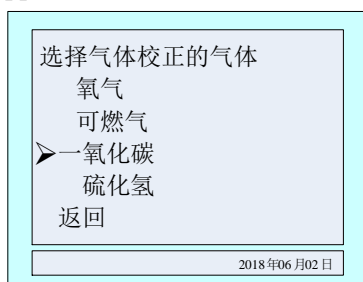 选择气体校正的气体
氧气
可燃气
➢一氧化碳
硫化氢
返回
2018年06月02日